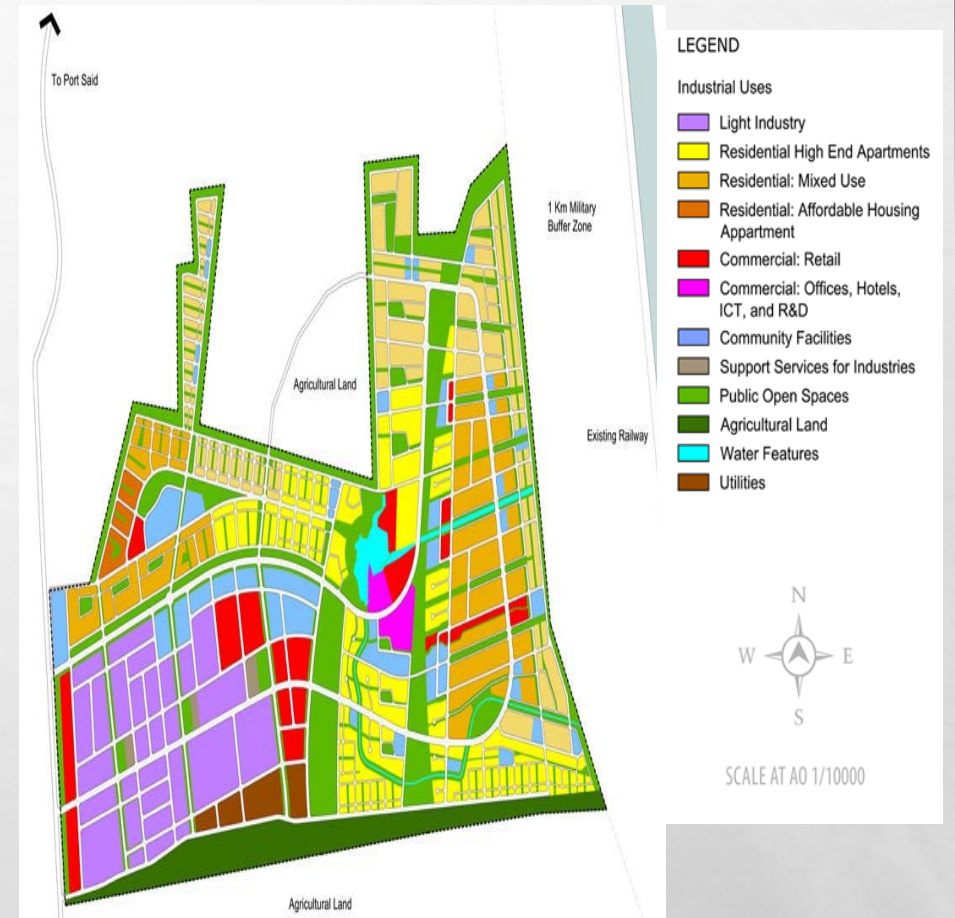 To Port Said
1 Km Military
Buffer Zone
Agricultural Land
Existing Railway
Agricultural Land
LEGEND
Industrial Uses
Light Industry
Residential High End Apartments
Residential: Mixed Use
Residential: Affordable Housing
Appartment
Commercial: Retail
Commercial: Offices, Hotels,
ICT, and R&D
Community Facilities
Support Services for Industries
Public Open Spaces
Agricultural Land
Water Features
Utilities
N
W
E
S
SCALE AT AO 1/10000